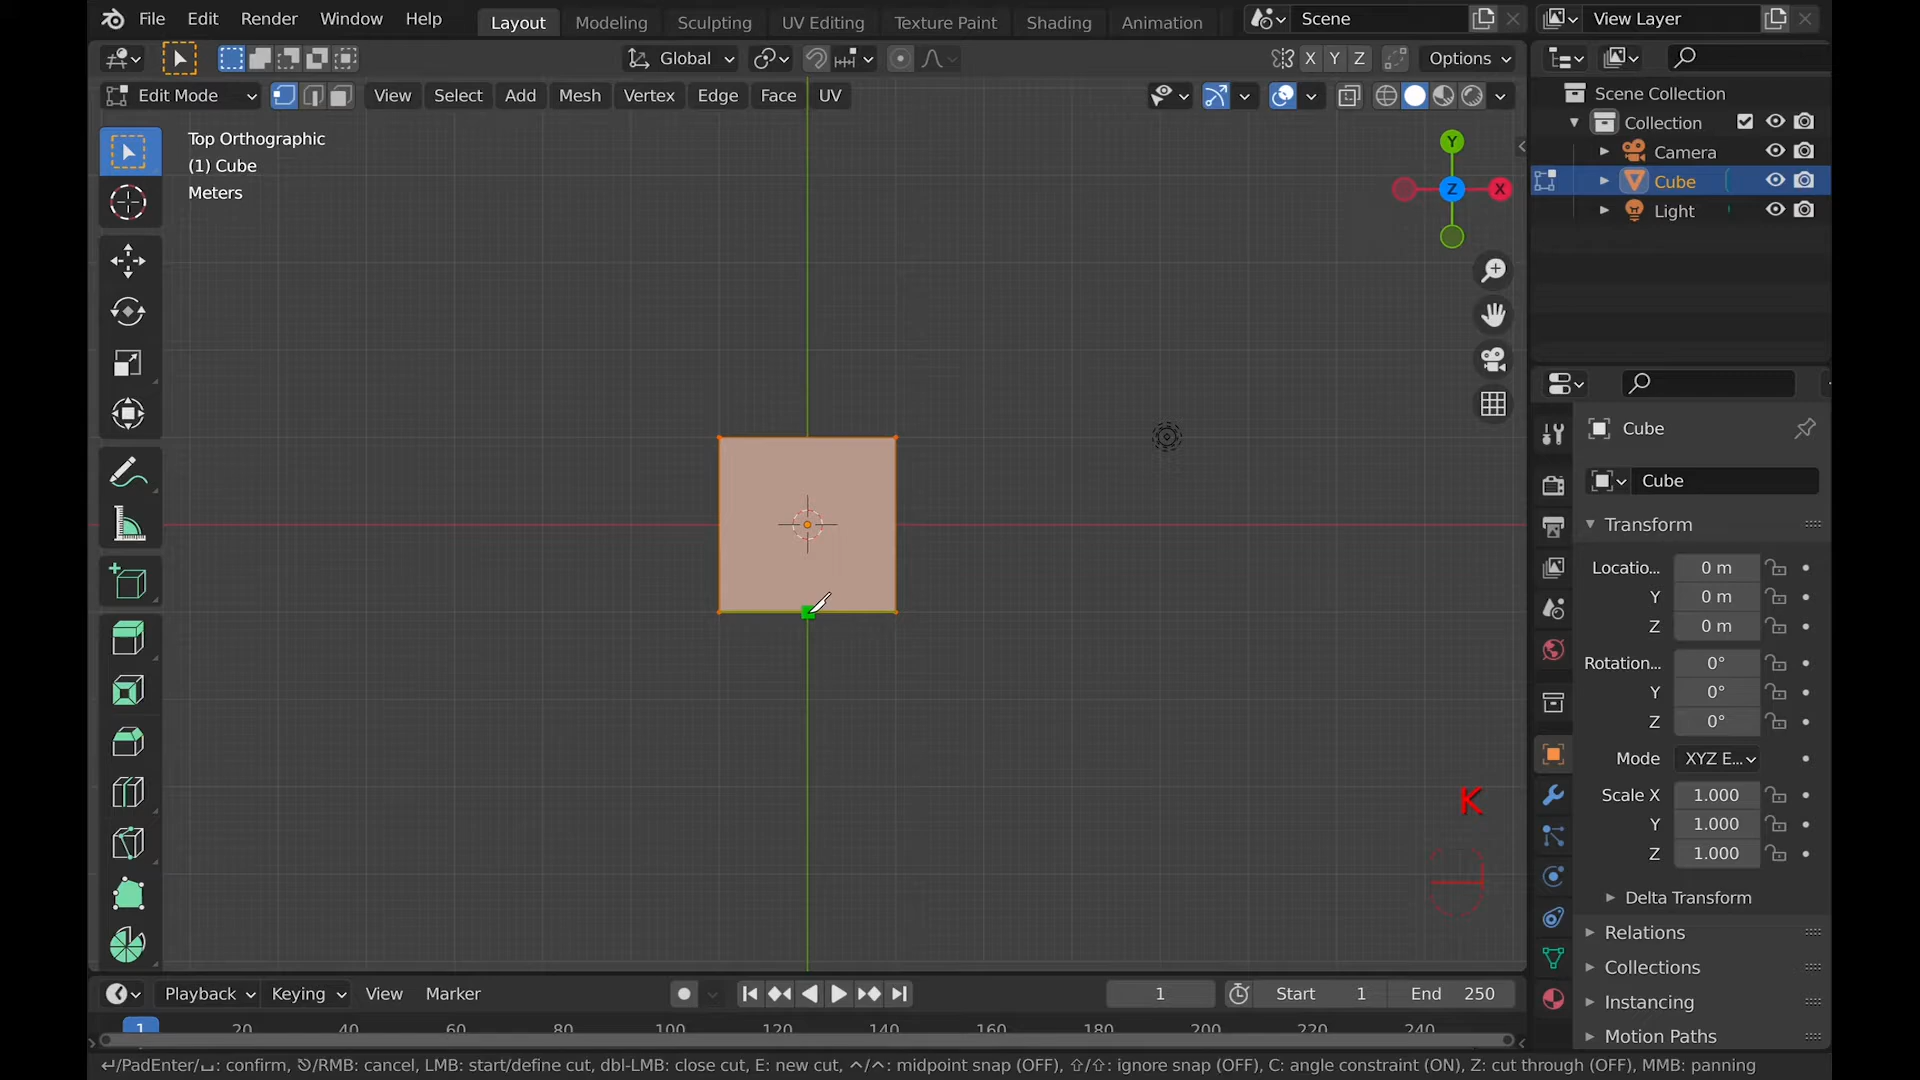 File Edit Render Window Help Layout Modeling Sculpting UV Editing Texture Paint Shading Animation Scene View Layer
Global X Y Z Options
Edit Mode View Select Add Mesh Vertex Edge Face UV
Scene Collection
Collection
Camera
Cube
Light
Top Orthographic
(1) Cube
Meters
Y
Z X
Cube
Cube
Transform
Locatio... 0 m
Y 0 m
Z 0 m
Rotation... 0°
Y 0°
Z 0°
Mode XYZ E...
Scale X 1.000
Y 1.000
Z 1.000
K
Delta Transform
Relations
Collections
Instancing
Motion Paths
Playback Keying View Marker 1 Start 1 End 250
1 20 40 60 80 100 120 140 160 180 200 220 240
↵/PadEnter/␣: confirm, ⎋/RMB: cancel, LMB: start/define cut, dbl-LMB: close cut, E: new cut, ^/^: midpoint snap (OFF), ⇧/⇧: ignore snap (OFF), C: angle constraint (ON), Z: cut through (OFF), MMB: panning